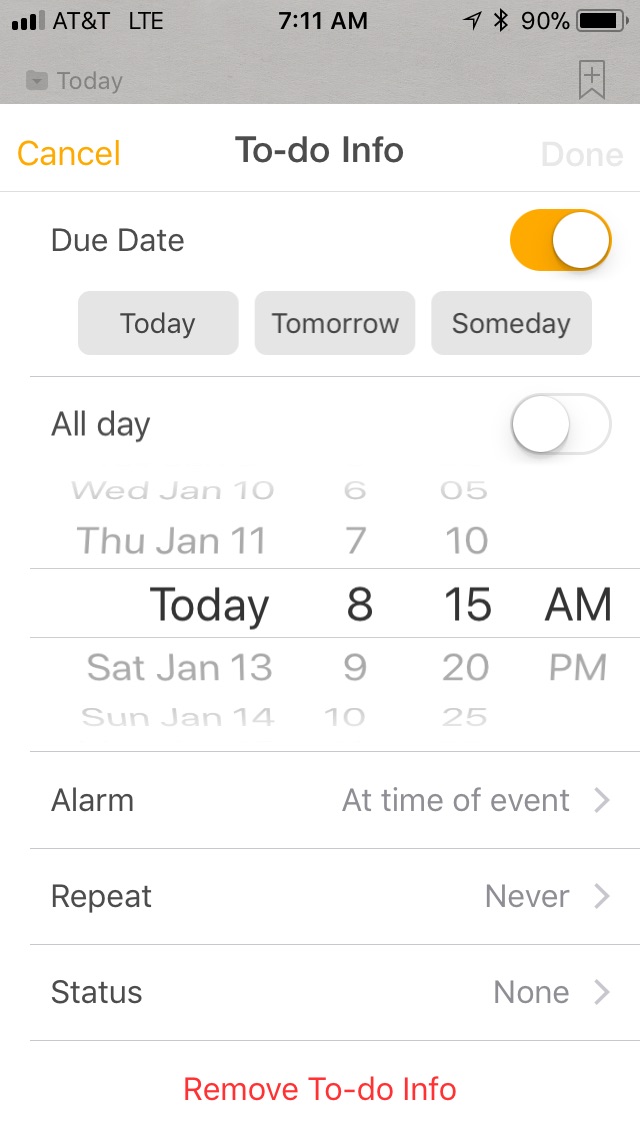 AT&T LTE 7:11 AM 90%
Today
Cancel To-do Info Done
Due Date
Today Tomorrow Someday
All day
Wed Jan 10 6 05
Thu Jan 11 7 10
Today 8 15 AM
Sat Jan 13 9 20 PM
Sun Jan 14 10 25
Alarm At time of event
Repeat Never
Status None
Remove To-do Info